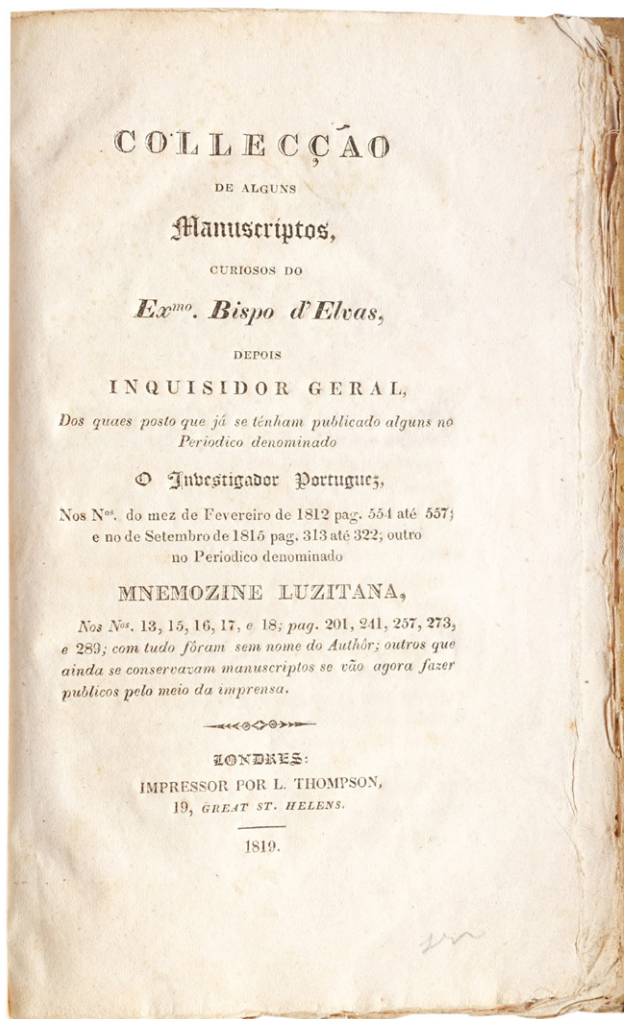 COLLECÇÃO
DE ALGUNS
Manuscriptos,
CURIOSOS DO
Exmo. Bispo d'Elvas,
DEPOIS
INQUISIDOR GERAL,
Dos quaes posto que já se ténham publicado alguns no
Periodico denominado
O Investigador Portuguez,
Nos Nos. do mez de Fevereiro de 1812 pag. 554 até 557;
e no de Setembro de 1815 pag. 313 até 322; outro
no Periodico denominado
MNEMOZINE LUZITANA,
Nos Nos. 13, 15, 16, 17, e 18; pag. 201, 241, 257, 273,
e 289; com tudo fóram sem nome do Authôr; outros que
ainda se conservavam manuscriptos se vão agora fazer
publicos pelo meio da imprensa.
LONDRES:
IMPRESSOR POR L. THOMPSON,
19, GREAT ST. HELENS.
1819.